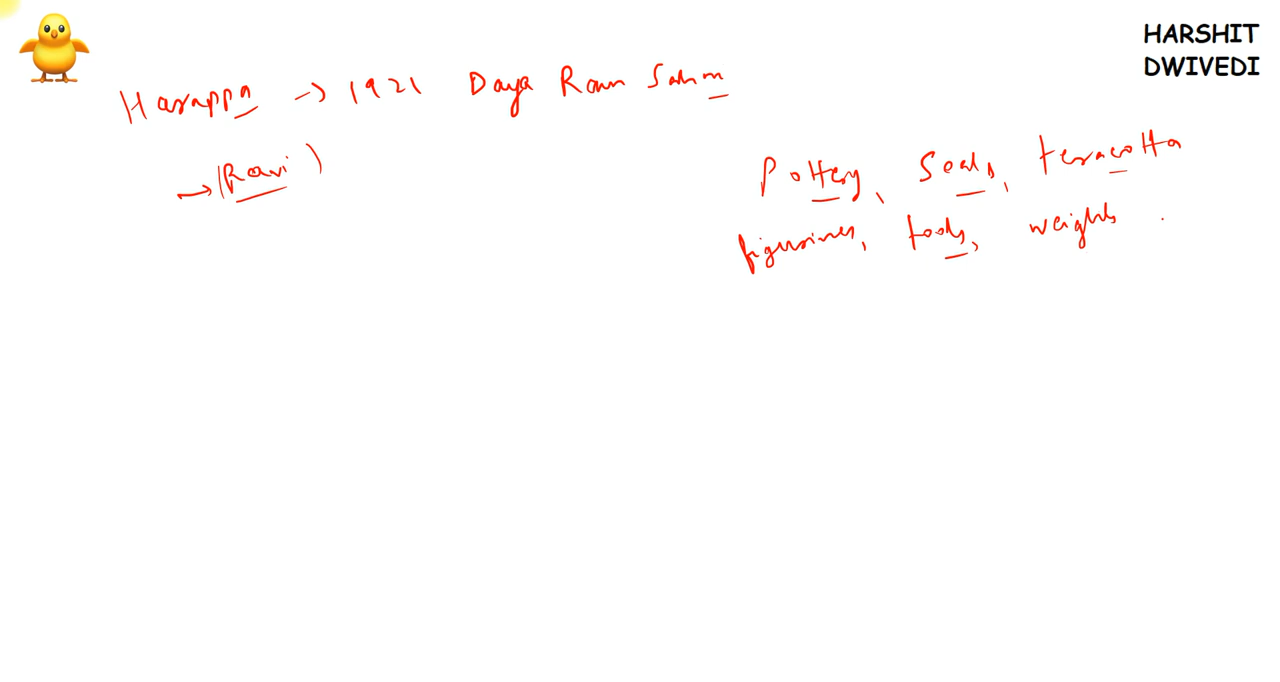 HARSHIT
DWIVEDI
Harappa → 1921 Daya Ram Sahni
→ (Ravi)
Pottery, Seals, terracotta
figurines, tools, weights.